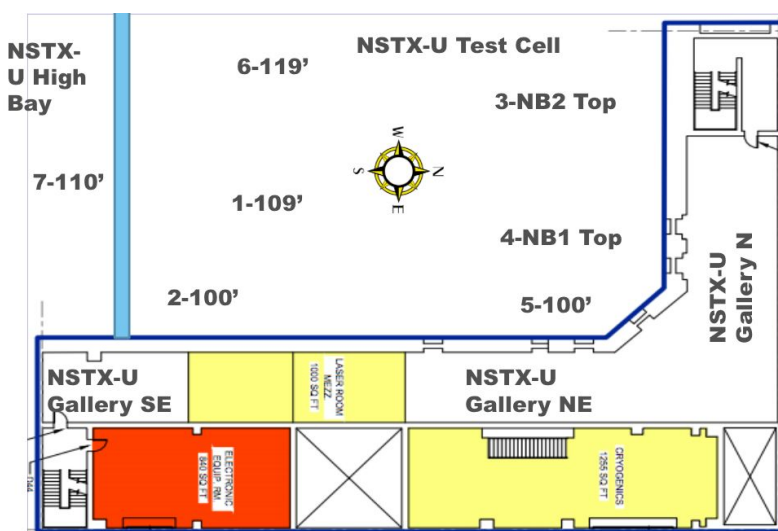 NSTX-
U High
Bay
NSTX-U Test Cell
6-119’
3-NB2 Top
W
S
N
E
7-110’
1-109’
4-NB1 Top
2-100’
5-100’
NSTX-U
Gallery N
NSTX-U
Gallery SE
LASER ROOM
MEZZ.
1000 SQ FT
NSTX-U
Gallery NE
ELECTRONIC
EQUIP. RM.
840 SQ FT
CRYOGENICS
1255 SQ FT
D44